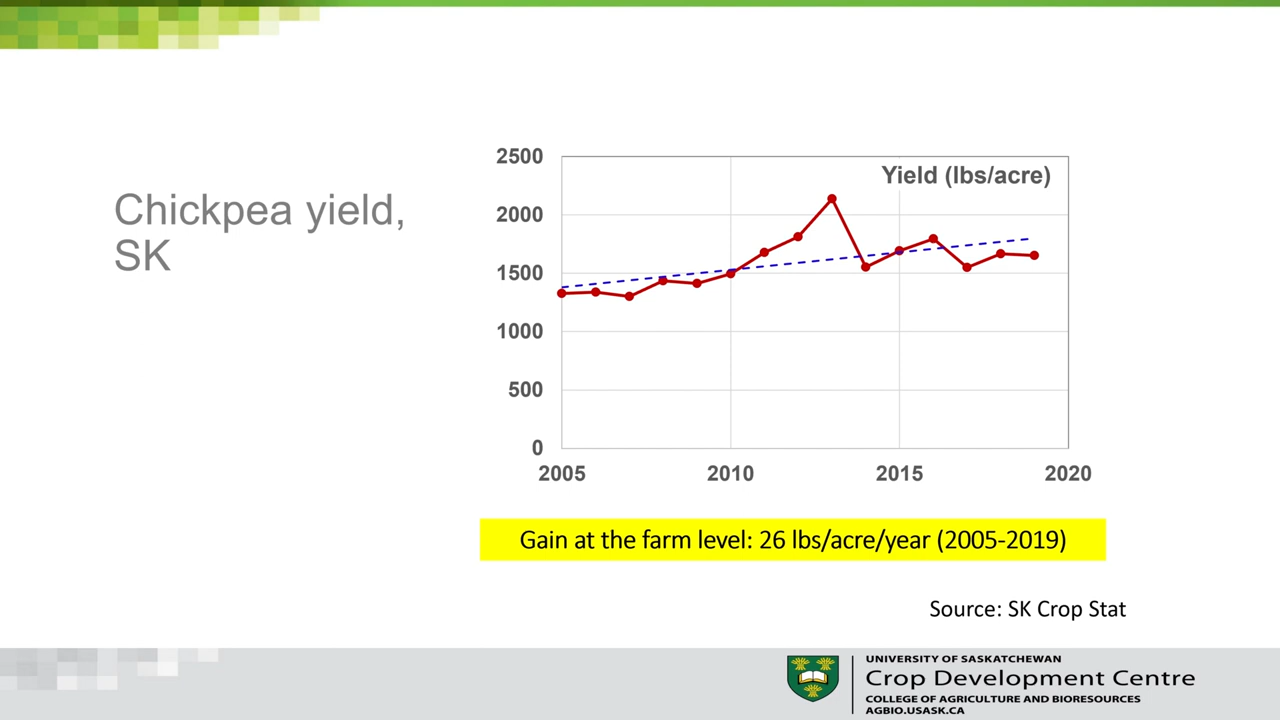 Chickpea yield,
SK
Yield (lbs/acre)
2500
2000
1500
1000
500
0
2005 2010 2015 2020
Gain at the farm level: 26 lbs/acre/year (2005-2019)
Source: SK Crop Stat
UNIVERSITY OF SASKATCHEWAN
Crop Development Centre
COLLEGE OF AGRICULTURE AND BIORESOURCES
AGBIO.USASK.CA